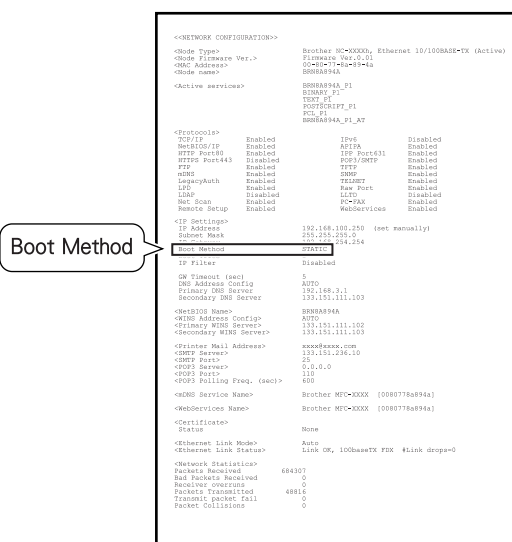 <<NETWORK CONFIGURATION>>
<Node Type> Brother NC-XXXXh, Ethernet 10/100BASE-TX (Active)
<Node Firmware Ver.> Firmware Ver.0.01
<MAC Address> 00-80-77-8a-89-4a
<Node name> BRN8A894A
<Active services> BRN8A894A_P1
BINARY_P1
TEXT_P1
POSTSCRIPT_P1
PCL_P1
BRN8A894A_P1_AT
<Protocols>
TCP/IP Enabled IPv6 Disabled
NetBIOS/IP Enabled APIPA Enabled
HTTP Port80 Enabled IPP Port631 Enabled
HTTPS Port443 Disabled POP3/SMTP Enabled
FTP Enabled TFTP Enabled
mDNS Enabled SNMP Enabled
LegacyAuth Enabled TELNET Enabled
LPD Enabled Raw Port Enabled
LDAP Disabled LLTD Disabled
Net Scan Enabled PC-FAX Enabled
Remote Setup Enabled WebServices Enabled
<IP Settings>
IP Address 192.168.100.250 (set manually)
Subnet Mask 255.255.255.0
254.254
Boot Method
Boot Method STATIC
IP Filter Disabled
GW Timeout (sec) 5
DNS Address Config AUTO
Primary DNS Server 192.168.3.1
Secondary DNS Server 133.151.111.103
<NetBIOS Name> BRN8A894A
<WINS Address Config> AUTO
<Primary WINS Server> 133.151.111.102
<Secondary WINS Server> 133.151.111.103
<Printer Mail Address> xxxx@xxxx.com
<SMTP Server> 133.151.236.10
<SMTP Port> 25
<POP3 Server> 0.0.0.0
<POP3 Port> 110
<POP3 Polling Freq. (sec)> 600
<mDNS Service Name> Brother MFC-XXXX [0080778a894a]
<WebServices Name> Brother MFC-XXXX [0080778a894a]
<Certificate>
Status None
<Ethernet Link Mode> Auto
<Ethernet Link Status> Link OK, 100baseTX FDX #Link drops=0
<Network Statistics>
Packets Received 684307
Bad Packets Received 0
Receiver overruns 0
Packets Transmitted 48816
Transmit packet fail 0
Packet Collisions 0